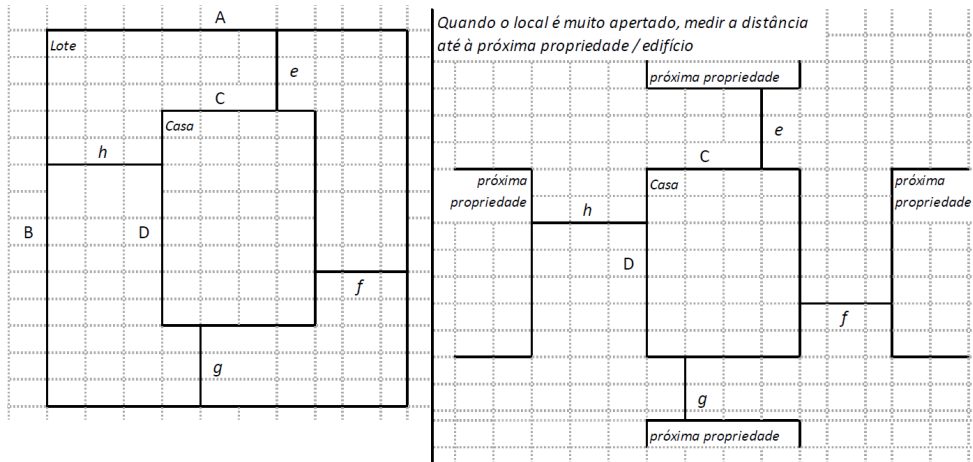 A
Lote
e
C
Casa
h
B
D
f
g
Quando o local é muito apertado, medir a distância
até à próxima propriedade / edifício
próxima propriedade
e
C
próxima
propriedade
Casa
próxima
propriedade
h
D
f
g
próxima propriedade